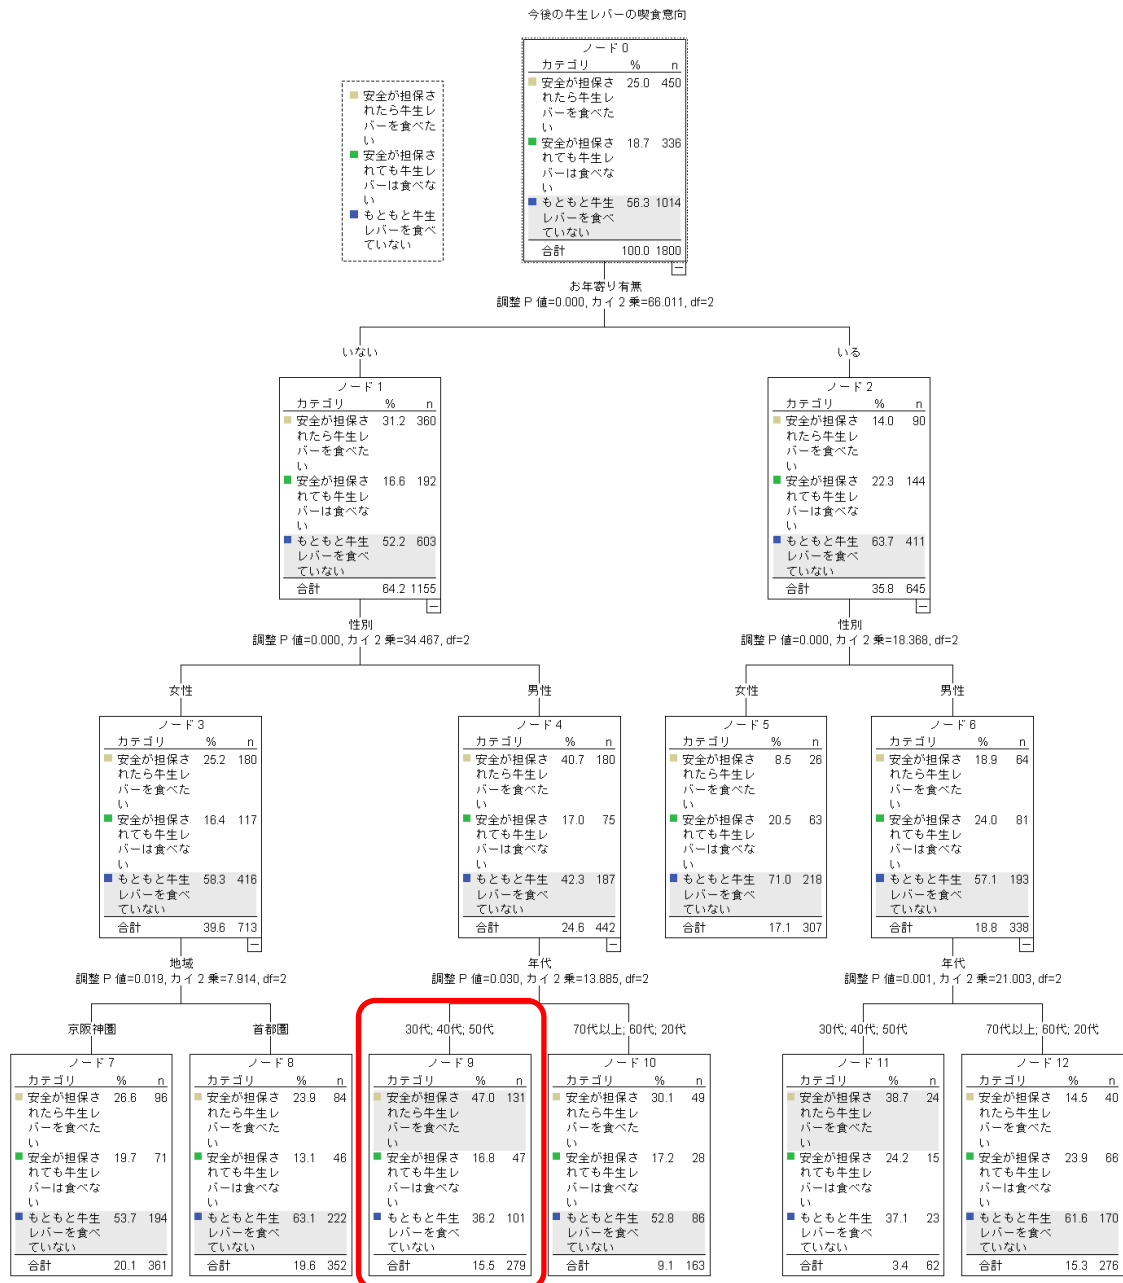 今後の牛生レバーの喫食意向
ノード 0
カテゴリ % n
安全が担保さ 25.0 450
れたら牛生レ
バーを食べた
い
安全が担保さ 18.7 336
れても牛生レ
バーは食べな
い
もともと牛生 56.3 1014
レバーを食べ
ていない
合計 100.0 1800
安全が担保さ
れたら牛生レ
バーを食べた
い
安全が担保さ
れても牛生レ
バーは食べな
い
もともと牛生
レバーを食べ
ていない
お年寄り有無
調整 P 値=0.000, カイ 2 乗=66.011, df=2
いない
いる
ノード 1
カテゴリ % n
安全が担保さ 31.2 360
れたら牛生レ
バーを食べた
い
安全が担保さ 16.6 192
れても牛生レ
バーは食べな
い
もともと牛生 52.2 603
レバーを食べ
ていない
合計 64.2 1155
ノード 2
カテゴリ % n
安全が担保さ 14.0 90
れたら牛生レ
バーを食べた
い
安全が担保さ 22.3 144
れても牛生レ
バーは食べな
い
もともと牛生 63.7 411
レバーを食べ
ていない
合計 35.8 645
性別
調整 P 値=0.000, カイ 2 乗=34.467, df=2
性別
調整 P 値=0.000, カイ 2 乗=18.368, df=2
女性
男性
女性
男性
ノード 3
カテゴリ % n
安全が担保さ 25.2 180
れたら牛生レ
バーを食べた
い
安全が担保さ 16.4 117
れても牛生レ
バーは食べな
い
もともと牛生 58.3 416
レバーを食べ
ていない
合計 39.6 713
ノード 4
カテゴリ % n
安全が担保さ 40.7 180
れたら牛生レ
バーを食べた
い
安全が担保さ 17.0 75
れても牛生レ
バーは食べな
い
もともと牛生 42.3 187
レバーを食べ
ていない
合計 24.6 442
ノード 5
カテゴリ % n
安全が担保さ 8.5 26
れたら牛生レ
バーを食べた
い
安全が担保さ 20.5 63
れても牛生レ
バーは食べな
い
もともと牛生 71.0 218
レバーを食べ
ていない
合計 17.1 307
ノード 6
カテゴリ % n
安全が担保さ 18.9 64
れたら牛生レ
バーを食べた
い
安全が担保さ 24.0 81
れても牛生レ
バーは食べな
い
もともと牛生 57.1 193
レバーを食べ
ていない
合計 18.8 338
地域
調整 P 値=0.019, カイ 2 乗=7.914, df=2
年代
調整 P 値=0.030, カイ 2 乗=13.885, df=2
年代
調整 P 値=0.001, カイ 2 乗=21.003, df=2
京阪神圏
首都圏
30代; 40代; 50代
70代以上; 60代; 20代
30代; 40代; 50代
70代以上; 60代; 20代
ノード 7
カテゴリ % n
安全が担保さ 26.6 96
れたら牛生レ
バーを食べた
い
安全が担保さ 19.7 71
れても牛生レ
バーは食べな
い
もともと牛生 53.7 194
レバーを食べ
ていない
合計 20.1 361
ノード 8
カテゴリ % n
安全が担保さ 23.9 84
れたら牛生レ
バーを食べた
い
安全が担保さ 13.1 46
れても牛生レ
バーは食べな
い
もともと牛生 63.1 222
レバーを食べ
ていない
合計 19.6 352
ノード 9
カテゴリ % n
安全が担保さ 47.0 131
れたら牛生レ
バーを食べた
い
安全が担保さ 16.8 47
れても牛生レ
バーは食べな
い
もともと牛生 36.2 101
レバーを食べ
ていない
合計 15.5 279
ノード 10
カテゴリ % n
安全が担保さ 30.1 49
れたら牛生レ
バーを食べた
い
安全が担保さ 17.2 28
れても牛生レ
バーは食べな
い
もともと牛生 52.8 86
レバーを食べ
ていない
合計 9.1 163
ノード 11
カテゴリ % n
安全が担保さ 38.7 24
れたら牛生レ
バーを食べた
い
安全が担保さ 24.2 15
れても牛生レ
バーは食べな
い
もともと牛生 37.1 23
レバーを食べ
ていない
合計 3.4 62
ノード 12
カテゴリ % n
安全が担保さ 14.5 40
れたら牛生レ
バーを食べた
い
安全が担保さ 23.9 66
れても牛生レ
バーは食べな
い
もともと牛生 61.6 170
レバーを食べ
ていない
合計 15.3 276